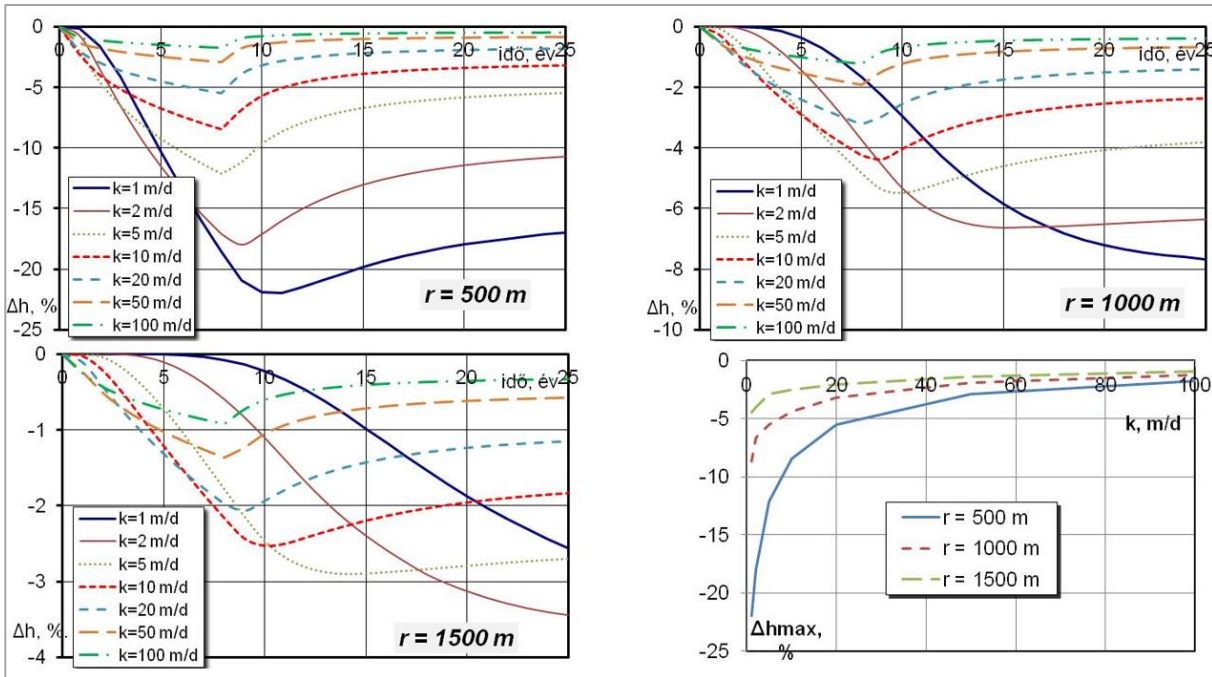 0
-5
-10
-15
-20
-25
0 5 10 15 20 25
idő, év
Δh, %
k=1 m/d
k=2 m/d
k=5 m/d
k=10 m/d
k=20 m/d
k=50 m/d
k=100 m/d
r = 500 m
0
-2
-4
-6
-8
-10
0 5 10 15 20 25
idő, év
Δh, %
k=1 m/d
k=2 m/d
k=5 m/d
k=10 m/d
k=20 m/d
k=50 m/d
k=100 m/d
r = 1000 m
0
-1
-2
-3
-4
0 5 10 15 20 25
idő, év
Δh, %.
k=1 m/d
k=2 m/d
k=5 m/d
k=10 m/d
k=20 m/d
k=50 m/d
k=100 m/d
r = 1500 m
0
-5
-10
-15
-20
-25
0 20 40 60 80 100
k, m/d
r = 500 m
r = 1000 m
r = 1500 m
Δhmax,
%